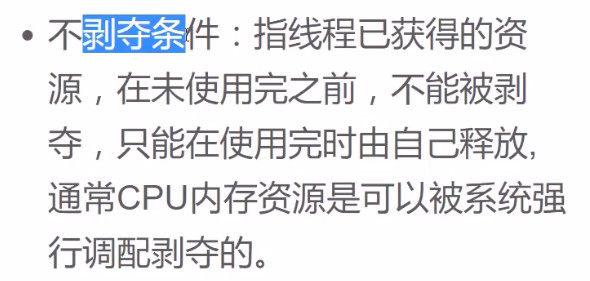 • 不剥夺条件：指线程已获得的资
源，在未使用完之前，不能被剥
夺，只能在使用完时由自己释放,
通常CPU内存资源是可以被系统强
行调配剥夺的。